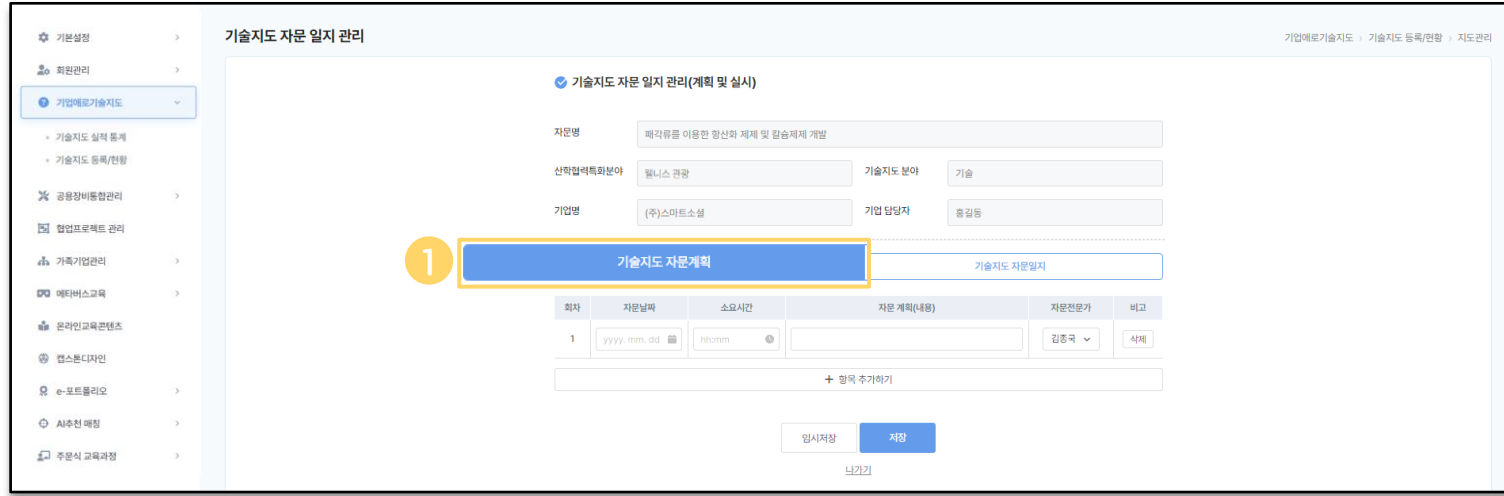 기본설정
회원관리
기업애로기술지도
기술지도 실적 통계
기술지도 등록/현황
공용장비통합관리
협업프로젝트 관리
가족기업관리
메타버스교육
온라인교육콘텐츠
캡스톤디자인
e-포트폴리오
AI추천 매칭
주문식 교육과정
기술지도 자문 일지 관리
기업애로기술지도 > 기술지도 등록/현황 > 지도관리
기술지도 자문 일지 관리(계획 및 실시)
자문명 패각류를 이용한 항산화 제제 및 칼슘제제 개발
산학협력특화분야 웰니스 관광 기술지도 분야 기술
기업명 (주)스마트소셜 기업 담당자 홍길동
1 기술지도 자문계획 기술지도 자문일지
회차 자문날짜 소요시간 자문 계획(내용) 자문전문가 비고
1 yyyy. mm. dd hh:mm 김종국 삭제
+ 항목 추가하기
임시저장 저장
나가기